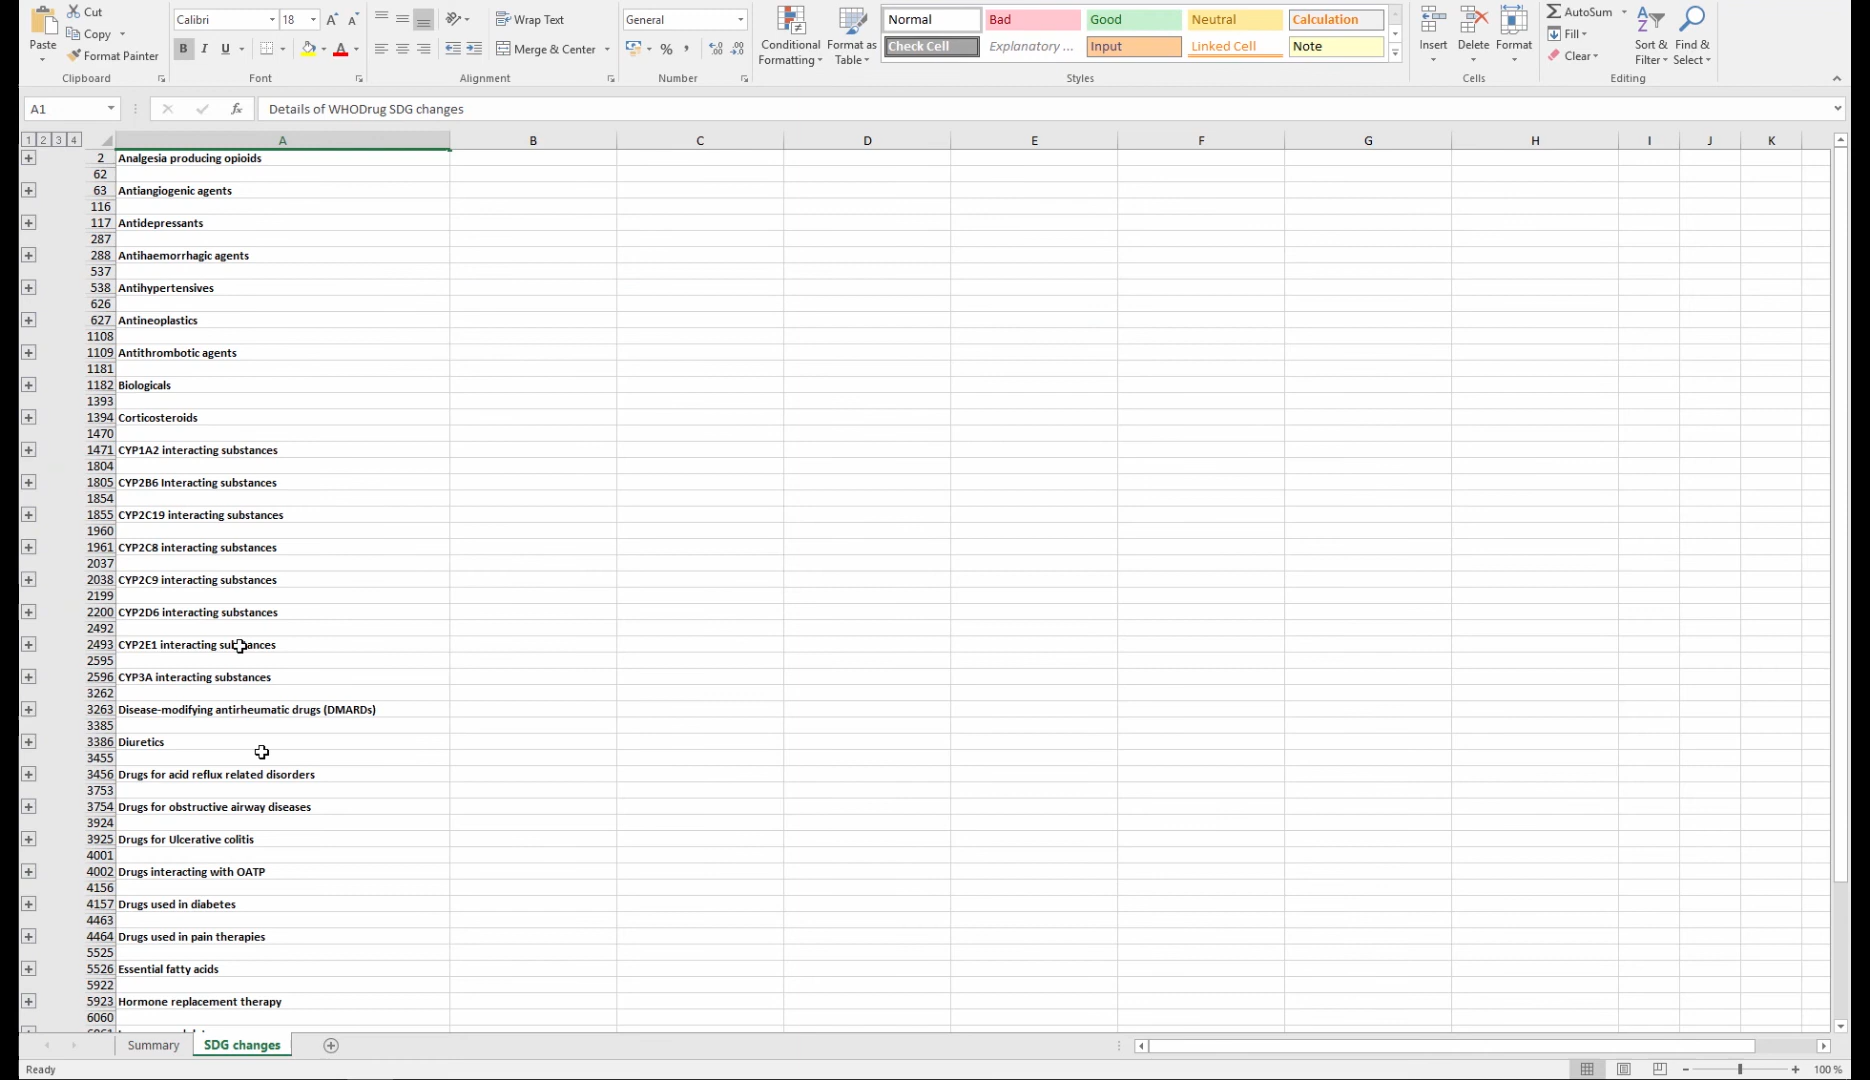 Cut
Calibri
18
Wrap Text
General
Normal
Bad
Good
Neutral
Calculation
AutoSum
Copy
Fill
Paste
Format Painter
B I U
Merge & Center
Conditional
Formatting
Format as
Table
Check Cell
Explanatory ...
Input
Linked Cell
Note
Insert
Delete
Format
Clear
Sort &
Filter
Find &
Select
Clipboard
Font
Alignment
Number
Styles
Cells
Editing
A1
fx
Details of WHODrug SDG changes
1 2 3 4
A B C D E F G H I J K
2 Analgesia producing opioids
62
63 Antiangiogenic agents
116
117 Antidepressants
287
288 Antihaemorrhagic agents
537
538 Antihypertensives
626
627 Antineoplastics
1108
1109 Antithrombotic agents
1181
1182 Biologicals
1393
1394 Corticosteroids
1470
1471 CYP1A2 interacting substances
1804
1805 CYP2B6 Interacting substances
1854
1855 CYP2C19 interacting substances
1960
1961 CYP2C8 interacting substances
2037
2038 CYP2C9 interacting substances
2199
2200 CYP2D6 interacting substances
2492
2493 CYP2E1 interacting substances
2595
2596 CYP3A interacting substances
3262
3263 Disease-modifying antirheumatic drugs (DMARDs)
3385
3386 Diuretics
3455
3456 Drugs for acid reflux related disorders
3753
3754 Drugs for obstructive airway diseases
3924
3925 Drugs for Ulcerative colitis
4001
4002 Drugs interacting with OATP
4156
4157 Drugs used in diabetes
4463
4464 Drugs used in pain therapies
5525
5526 Essential fatty acids
5922
5923 Hormone replacement therapy
6060
Summary
SDG changes
Ready
100 %